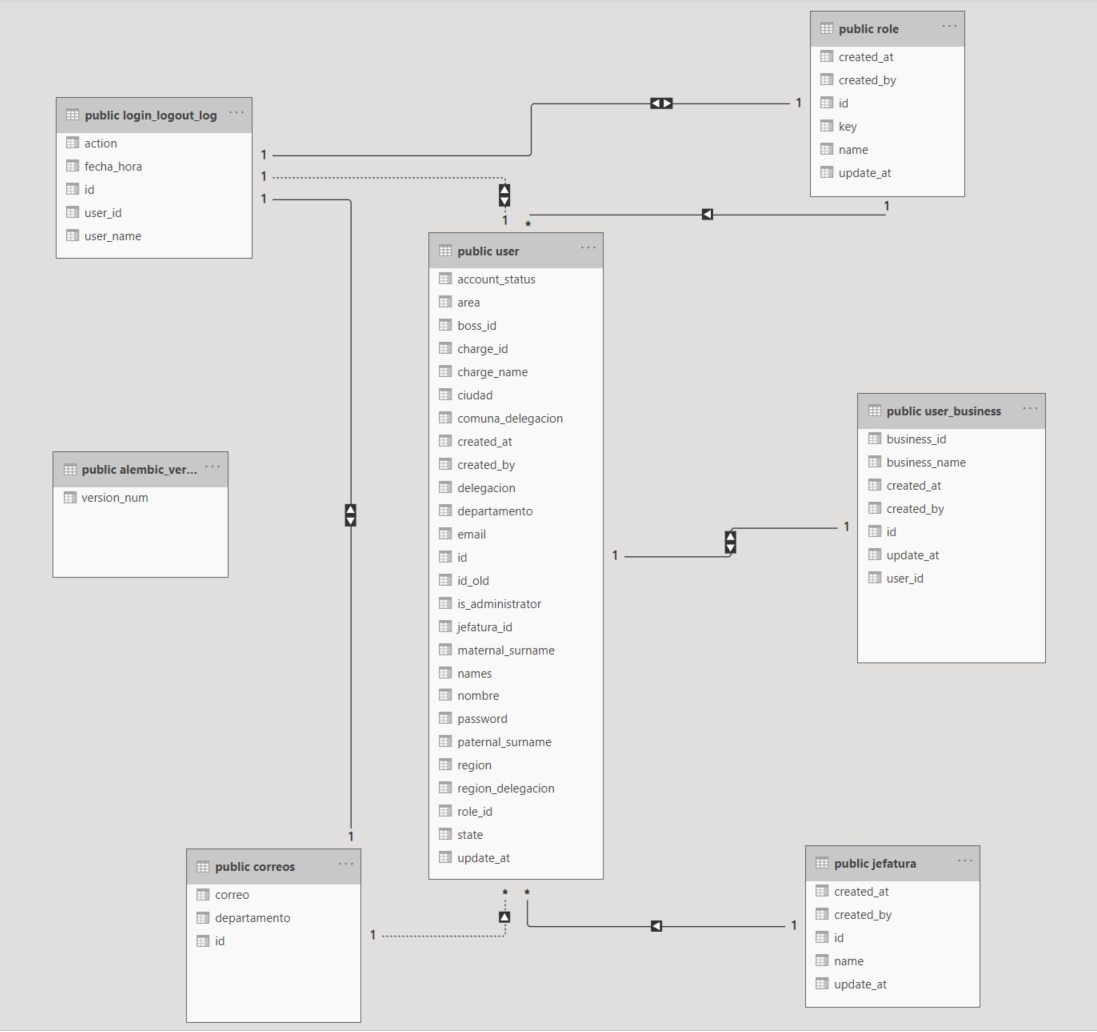 public role
created_at
created_by
id
key
name
update_at
public login_logout_log
action
fecha_hora
id
user_id
user_name
1
1
1
1
1
1
*
public user
account_status
area
boss_id
charge_id
charge_name
ciudad
comuna_delegacion
created_at
created_by
delegacion
departamento
email
id
id_old
is_administrator
jefatura_id
maternal_surname
names
nombre
password
paternal_surname
region
region_delegacion
role_id
state
update_at
public user_business
business_id
business_name
created_at
created_by
id
update_at
user_id
1
1
public alembic_ver...
version_num
1
public correos
correo
departamento
id
*
*
1
1
public jefatura
created_at
created_by
id
name
update_at